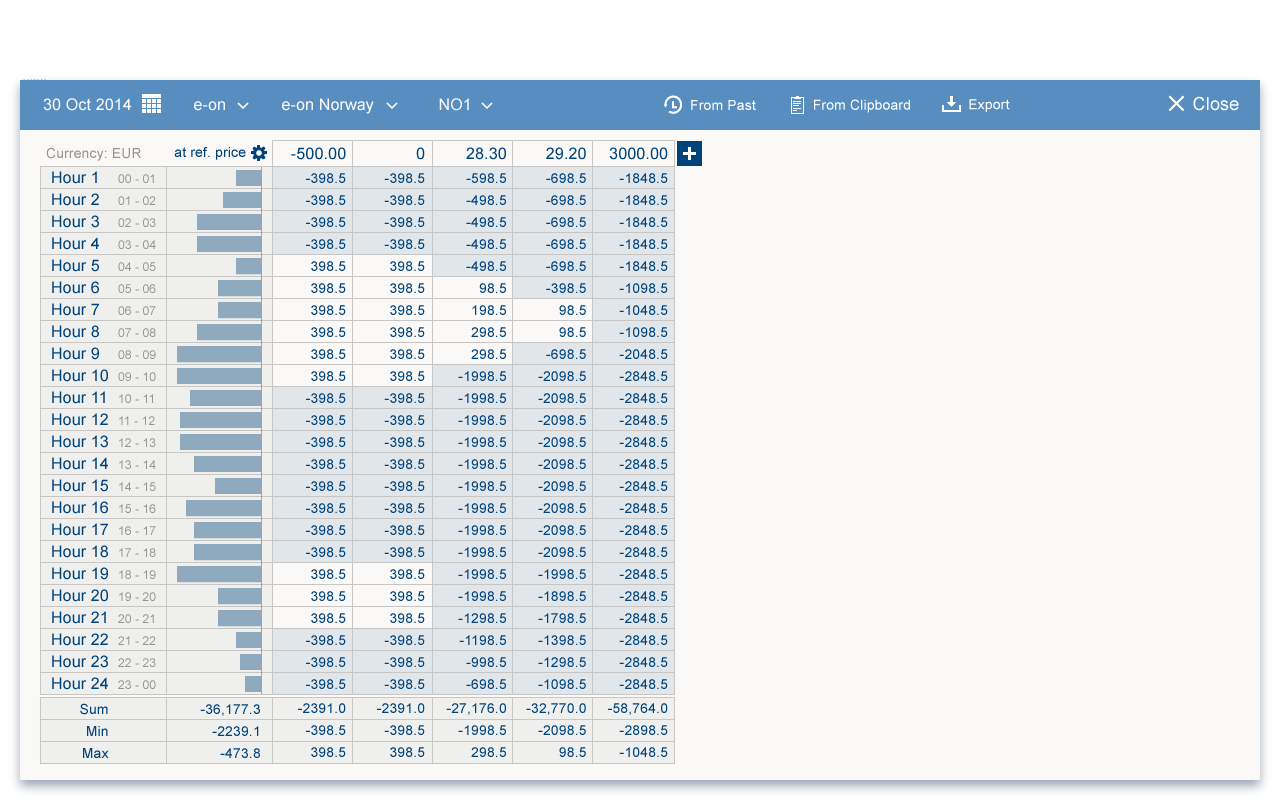 30 Oct 2014 e-on e-on Norway NO1 From Past From Clipboard Export Close
Currency: EUR at ref. price -500.00 0 28.30 29.20 3000.00
Hour 1 00 - 01 -398.5 -398.5 -598.5 -698.5 -1848.5
Hour 2 01 - 02 -398.5 -398.5 -498.5 -698.5 -1848.5
Hour 3 02 - 03 -398.5 -398.5 -498.5 -698.5 -1848.5
Hour 4 03 - 04 -398.5 -398.5 -498.5 -698.5 -1848.5
Hour 5 04 - 05 398.5 398.5 -498.5 -698.5 -1848.5
Hour 6 05 - 06 398.5 398.5 98.5 -398.5 -1098.5
Hour 7 06 - 07 398.5 398.5 198.5 98.5 -1048.5
Hour 8 07 - 08 398.5 398.5 298.5 98.5 -1098.5
Hour 9 08 - 09 398.5 398.5 298.5 -698.5 -2048.5
Hour 10 09 - 10 398.5 398.5 -1998.5 -2098.5 -2848.5
Hour 11 10 - 11 -398.5 -398.5 -1998.5 -2098.5 -2848.5
Hour 12 11 - 12 -398.5 -398.5 -1998.5 -2098.5 -2848.5
Hour 13 12 - 13 -398.5 -398.5 -1998.5 -2098.5 -2848.5
Hour 14 13 - 14 -398.5 -398.5 -1998.5 -2098.5 -2848.5
Hour 15 14 - 15 -398.5 -398.5 -1998.5 -2098.5 -2848.5
Hour 16 15 - 16 -398.5 -398.5 -1998.5 -2098.5 -2848.5
Hour 17 16 - 17 -398.5 -398.5 -1998.5 -2098.5 -2848.5
Hour 18 17 - 18 -398.5 -398.5 -1998.5 -2098.5 -2848.5
Hour 19 18 - 19 398.5 398.5 -1998.5 -1998.5 -2848.5
Hour 20 19 - 20 398.5 398.5 -1998.5 -1898.5 -2848.5
Hour 21 20 - 21 398.5 398.5 -1298.5 -1798.5 -2848.5
Hour 22 21 - 22 -398.5 -398.5 -1198.5 -1398.5 -2848.5
Hour 23 22 - 23 -398.5 -398.5 -998.5 -1298.5 -2848.5
Hour 24 23 - 00 -398.5 -398.5 -698.5 -1098.5 -2848.5
Sum -36,177.3 -2391.0 -2391.0 -27,176.0 -32,770.0 -58,764.0
Min -2239.1 -398.5 -398.5 -1998.5 -2098.5 -2898.5
Max -473.8 398.5 398.5 298.5 98.5 -1048.5